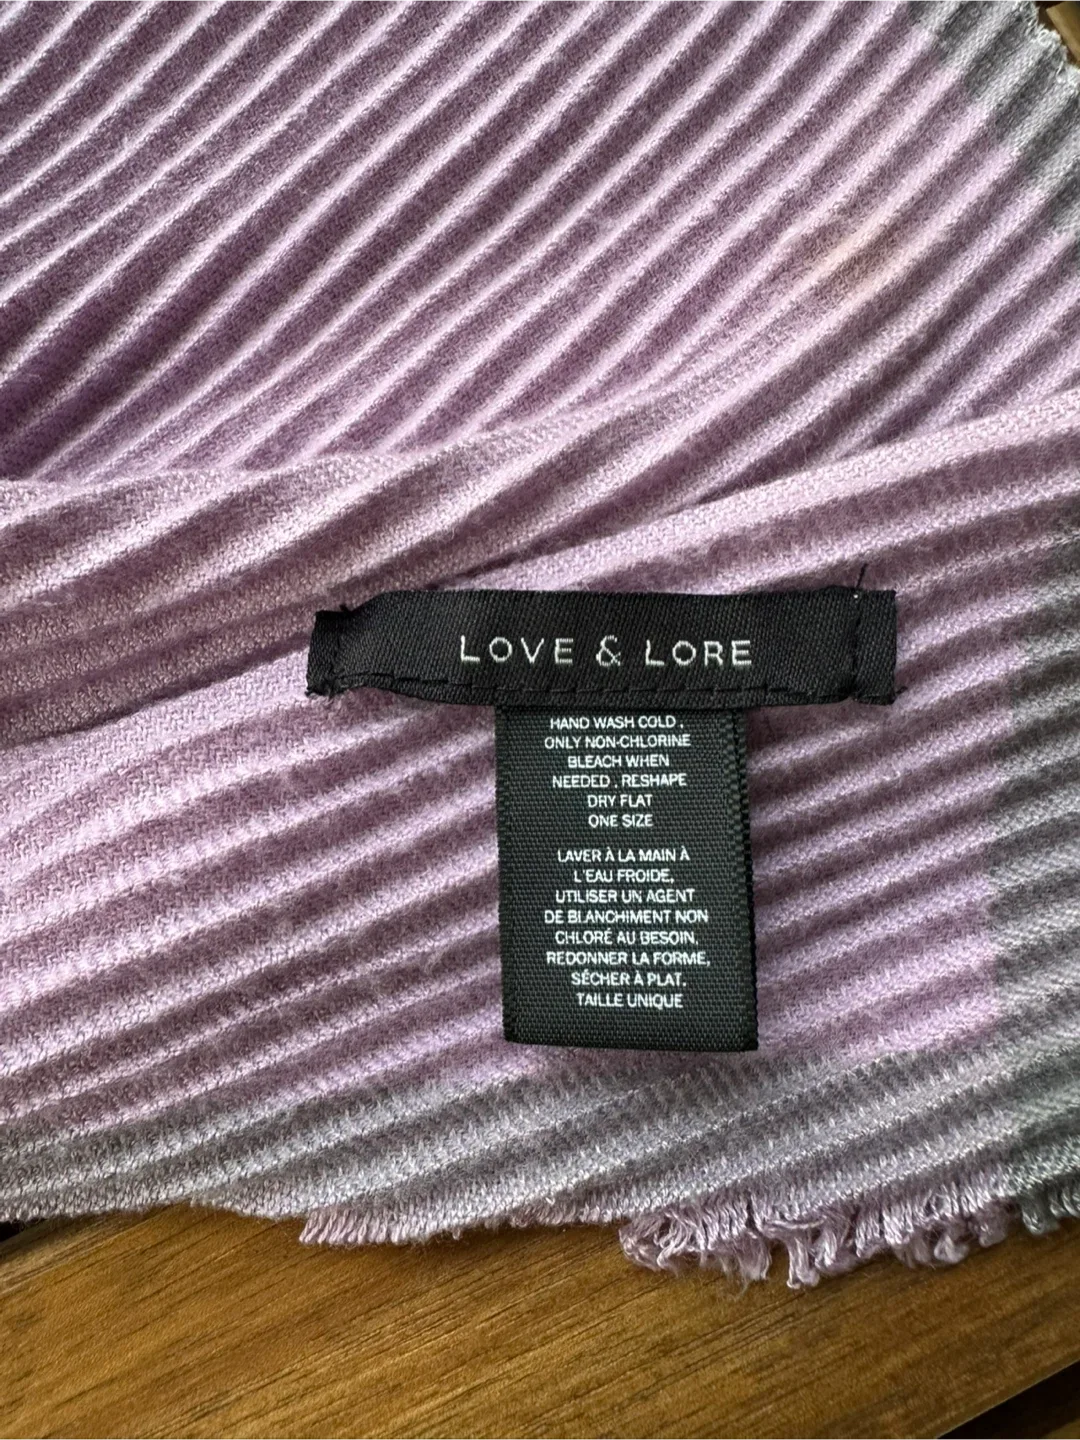 LOVE & LORE
HAND WASH COLD ,
ONLY NON-CHLORINE
BLEACH WHEN
NEEDED , RESHAPE
DRY FLAT
ONE SIZE
LAVER À LA MAIN À
L'EAU FROIDE,
UTILISER UN AGENT
DE BLANCHIMENT NON
CHLORÉ AU BESOIN,
REDONNER LA FORME,
SÉCHER À PLAT.
TAILLE UNIQUE